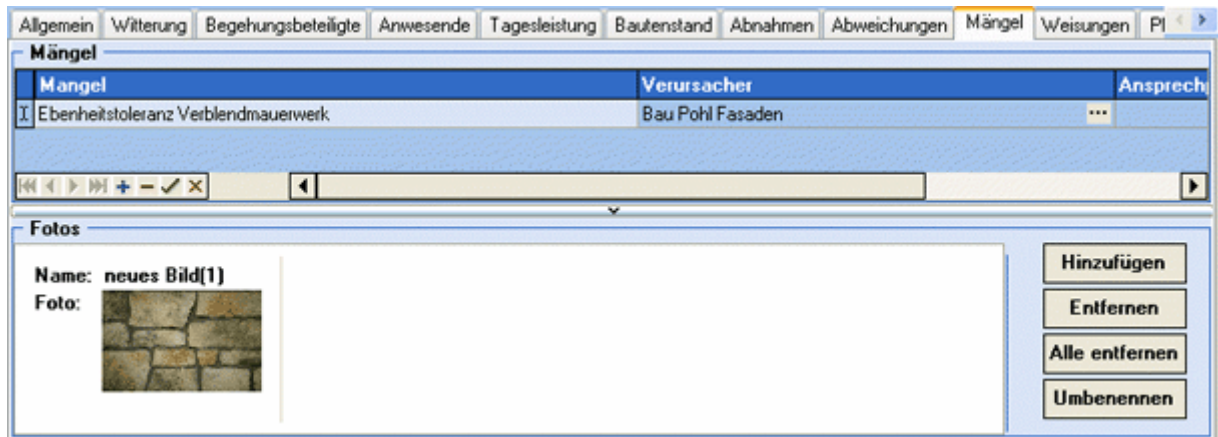 Allgemein Witterung Begehungsbeteiligte Anwesende Tagesleistung Bautenstand Abnahmen Abweichungen Mängel Weisungen Pl
Mängel
Mangel Verursacher Ansprech
Ebenheitstoleranz Verblendmauerwerk Bau Pohl Fasaden ...
Fotos
Name: neues Bild(1)
Foto:
Hinzufügen
Entfernen
Alle entfernen
Umbenennen